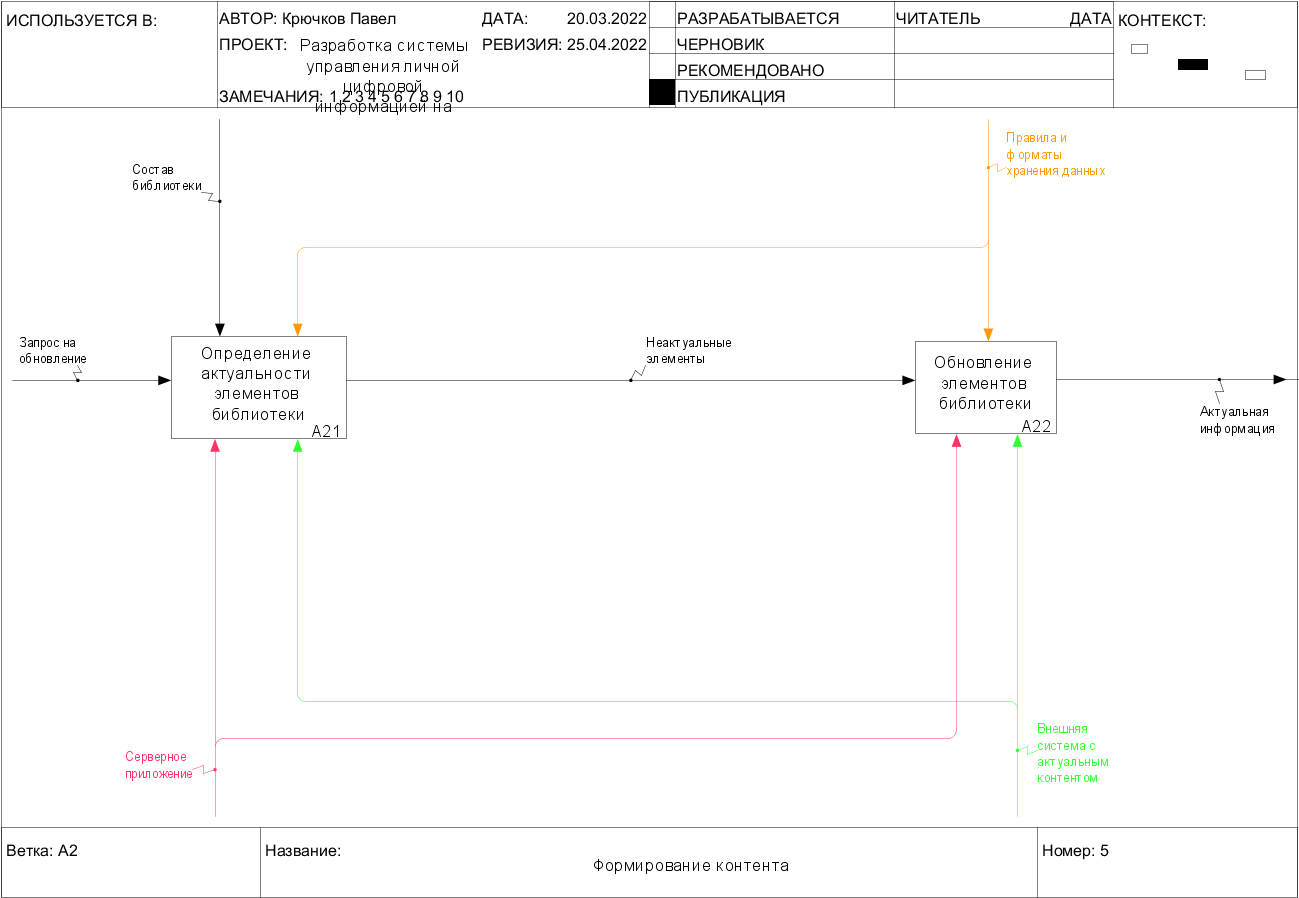 ИСПОЛЬЗУЕТСЯ В:
АВТОР: Крючков Павел
ДАТА: 20.03.2022
ПРОЕКТ: Разработка системы
управления личной
цифровой
информацией на
РЕВИЗИЯ: 25.04.2022
ЗАМЕЧАНИЯ: 1 2 3 4 5 6 7 8 9 10
РАЗРАБАТЫВАЕТСЯ
ЧЕРНОВИК
РЕКОМЕНДОВАНО
ПУБЛИКАЦИЯ
ЧИТАТЕЛЬ ДАТА
КОНТЕКСТ:
Состав
библиотеки
Правила и
форматы
хранения данных
Запрос на
обновление
Определение
актуальности
элементов
библиотеки
A21
Неактуальные
элементы
Обновление
элементов
библиотеки
A22
Актуальная
информация
Серверное
приложение
Внешняя
система с
актуальным
контентом
Ветка: A2
Название:
Формирование контента
Номер: 5